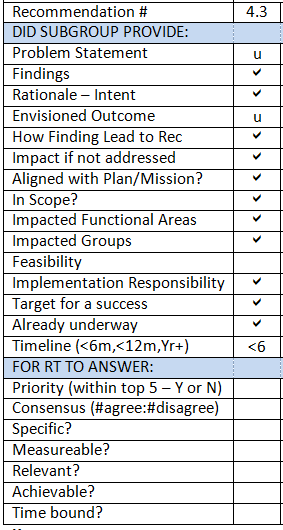 Recommendation # 4.3
DID SUBGROUP PROVIDE:
Problem Statement u
Findings ✓
Rationale – Intent ✓
Envisioned Outcome u
How Finding Lead to Rec ✓
Impact if not addressed ✓
Aligned with Plan/Mission? ✓
In Scope? ✓
Impacted Functional Areas ✓
Impacted Groups ✓
Feasibility
Implementation Responsibility ✓
Target for a success ✓
Already underway ✓
Timeline (<6m,<12m,Yr+) <6
FOR RT TO ANSWER:
Priority (within top 5 – Y or N)
Consensus (#agree:#disagree)
Specific?
Measureable?
Relevant?
Achievable?
Time bound?